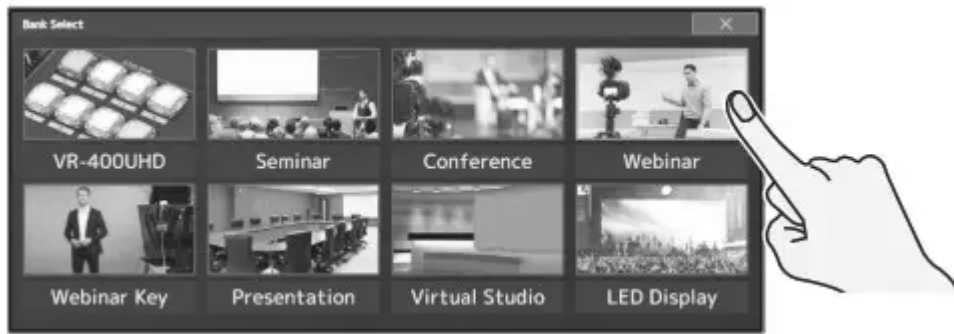 Bank Select
VR-400UHD Seminar Conference Webinar
Webinar Key Presentation Virtual Studio LED Display